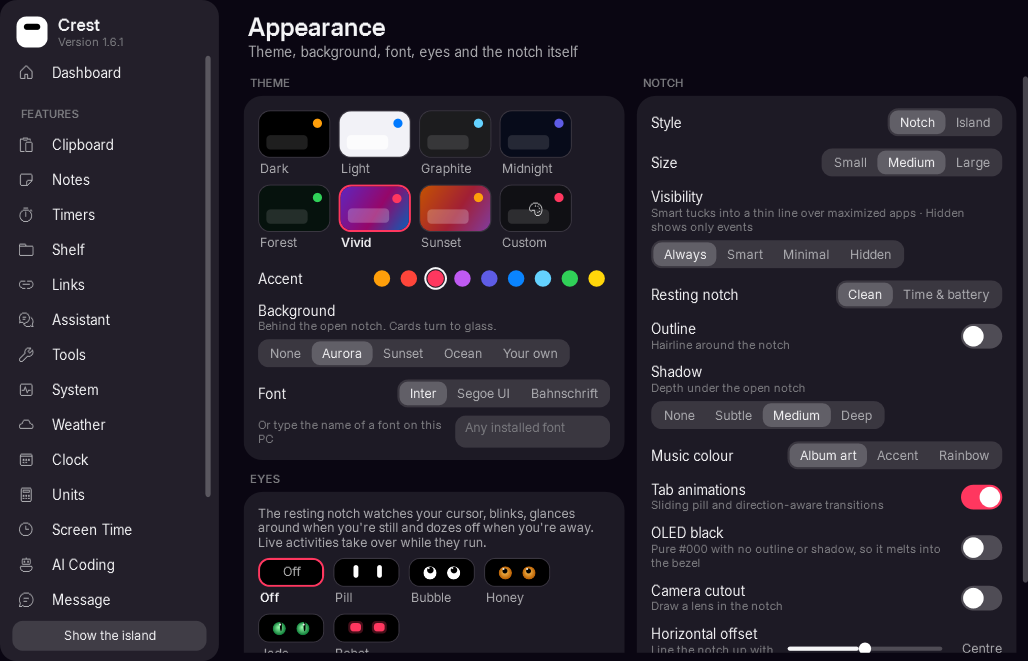 Crest
Version 1.6.1
Dashboard
FEATURES
Clipboard
Notes
Timers
Shelf
Links
Assistant
Tools
System
Weather
Clock
Units
Screen Time
AI Coding
Message
Show the island
Appearance
Theme, background, font, eyes and the notch itself
THEME
Dark Light Graphite Midnight
Forest Vivid Sunset Custom
Accent
Background
Behind the open notch. Cards turn to glass.
None Aurora Sunset Ocean Your own
Font Inter Segoe UI Bahnschrift
Or type the name of a font on this
PC
Any installed font
EYES
The resting notch watches your cursor, blinks, glances
around when you're still and dozes off when you're away.
Live activities take over while they run.
Off
Off Pill Bubble Honey
Jade Robot
NOTCH
Style Notch Island
Size Small Medium Large
Visibility
Smart tucks into a thin line over maximized apps · Hidden
shows only events
Always Smart Minimal Hidden
Resting notch Clean Time & battery
Outline
Hairline around the notch
Shadow
Depth under the open notch
None Subtle Medium Deep
Music colour Album art Accent Rainbow
Tab animations
Sliding pill and direction-aware transitions
OLED black
Pure #000 with no outline or shadow, so it melts into
the bezel
Camera cutout
Draw a lens in the notch
Horizontal offset
Line the notch up with Centre